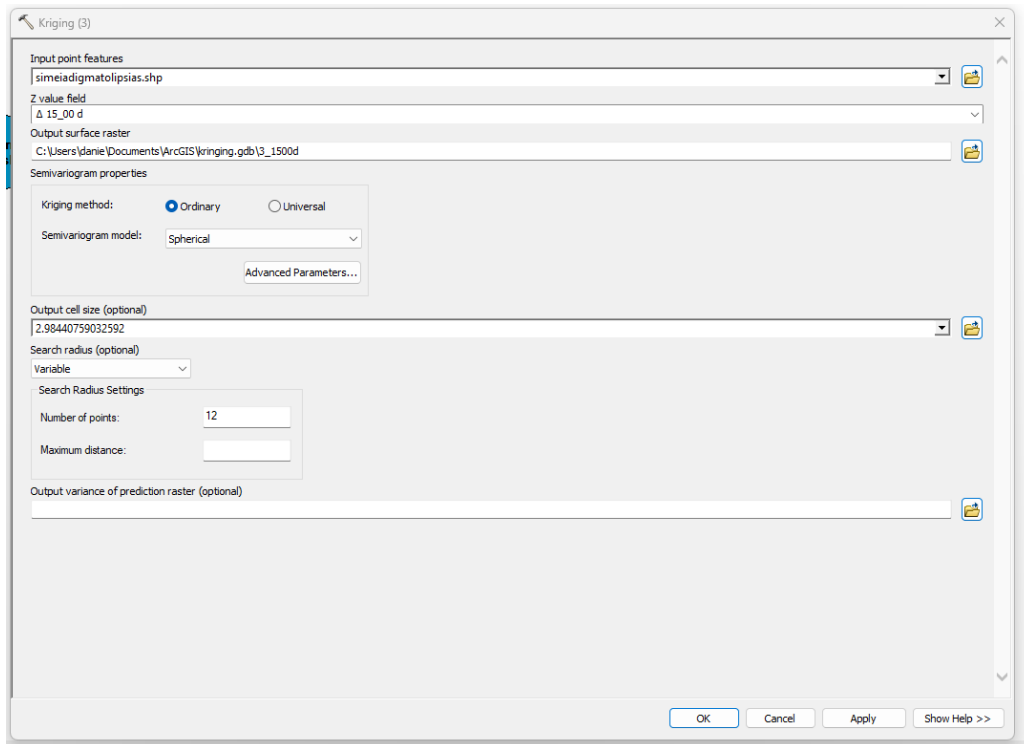 Kriging (3)
Input point features
simeiadigmatolipsias.shp
Z value field
Δ 15_00 d
Output surface raster
C:\Users\danie\Documents\ArcGIS\kringing.gdb\3_1500d
Semivariogram properties
Kriging method:
Ordinary
Universal
Semivariogram model:
Spherical
Advanced Parameters...
Output cell size (optional)
2.98440759032592
Search radius (optional)
Variable
Search Radius Settings
Number of points:
12
Maximum distance:
Output variance of prediction raster (optional)
OK
Cancel
Apply
Show Help >>